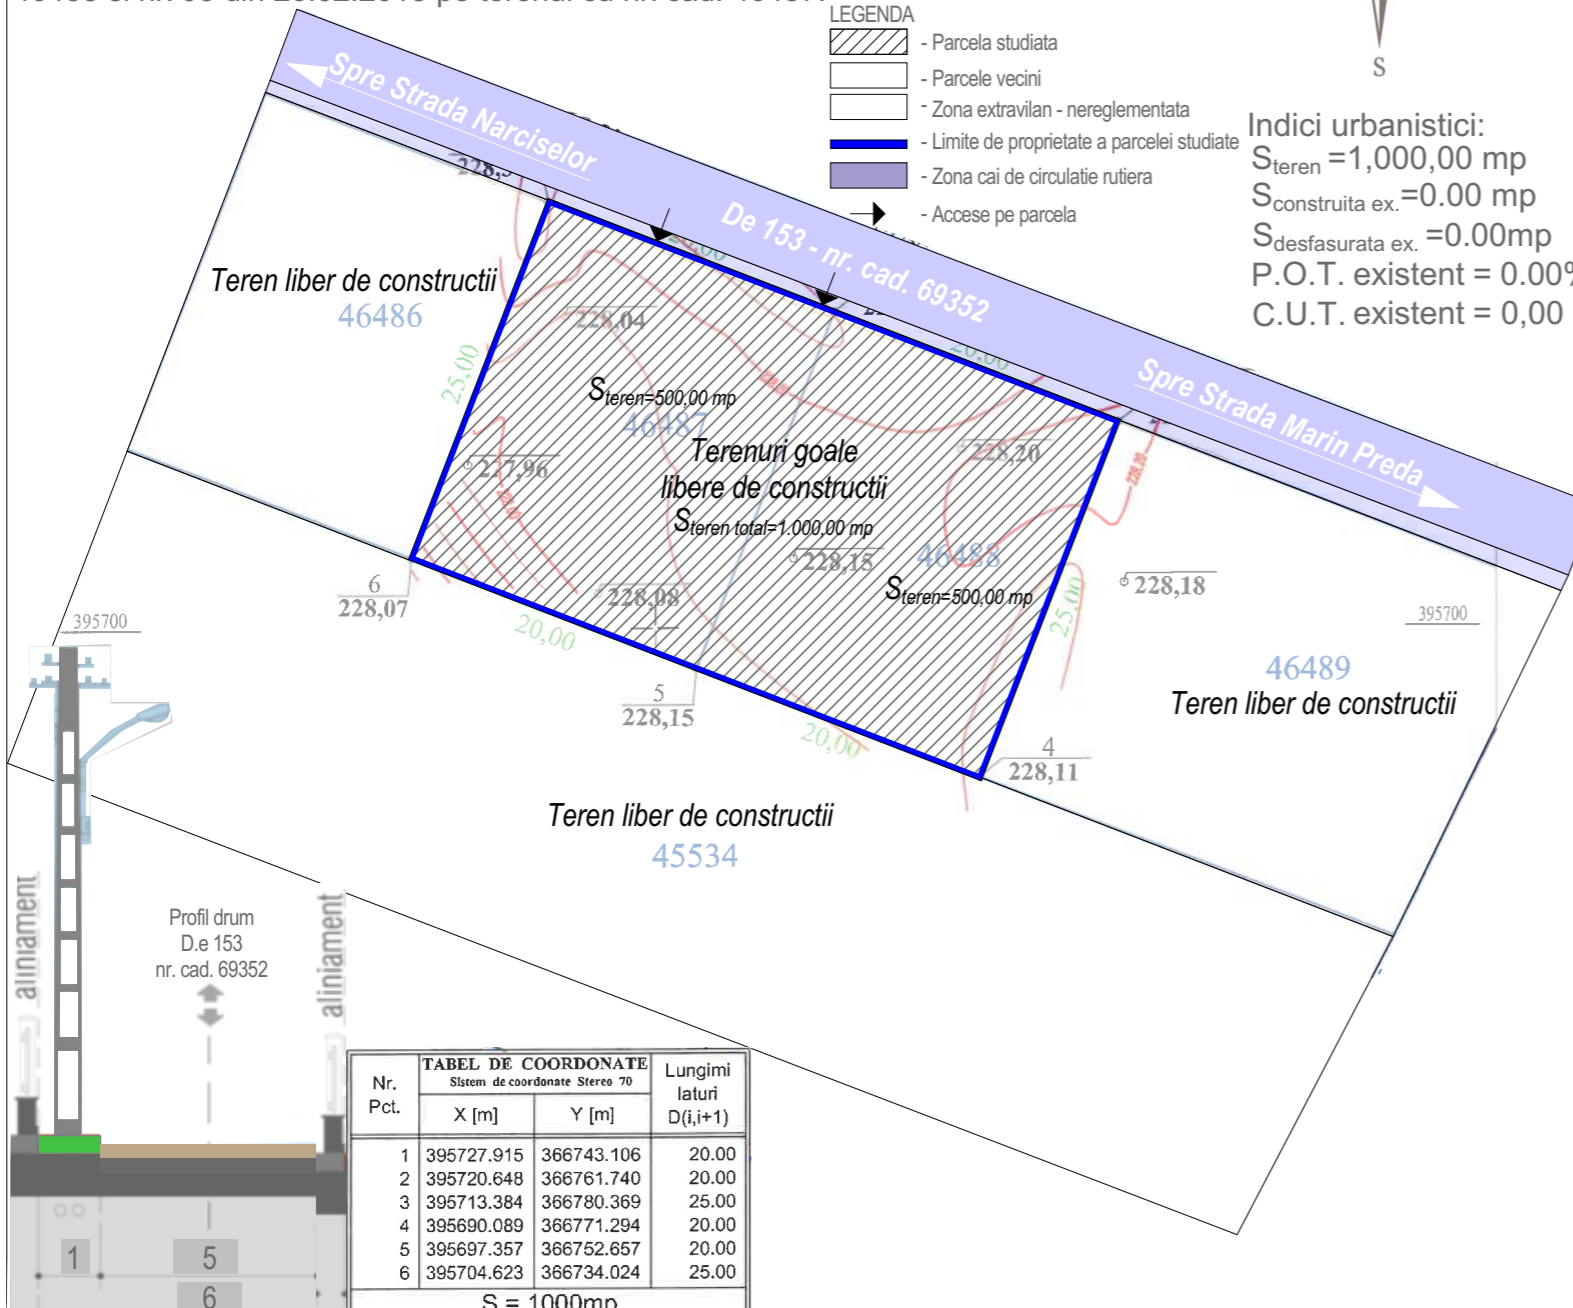 LEGENDA
- Parcela studiata
- Parcele vecini
- Zona extravilan - nereglementata
- Limite de proprietate a parcelei studiate
- Zona cai de circulatie rutiera
- Accese pe parcela
S
Indici urbanistici:
Steren =1,000,00 mp
Sconstruita ex.=0.00 mp
Sdesfasurata ex. =0.00mp
P.O.T. existent = 0.00%
C.U.T. existent = 0,00
Spre Strada Narciselor
De 153 - nr. cad. 69352
Spre Strada Marin Preda
Teren liber de constructii
46486
25,00
228,04
20,00
20,00
Steren=500,00 mp
46487
228,00
Terenuri goale
libere de constructii
Steren total=1.000,00 mp
227,96
228,00
228,20
228,20
228,15
46488
Steren=500,00 mp
25,00
228,18
6
228,07
228,08
20,00
5
228,15
20,00
4
228,11
395700
395700
46489
Teren liber de constructii
Teren liber de constructii
45534
aliniament
aliniament
Profil drum
D.e 153
nr. cad. 69352
1
5
6
Nr. Pct.
TABEL DE COORDONATE
Sistem de coordonate Stereo 70
X [m] Y [m]
Lungimi
laturi
D(i,i+1)
1 395727.915 366743.106 20.00
2 395720.648 366761.740 20.00
3 395713.384 366780.369 25.00
4 395690.089 366771.294 20.00
5 395697.357 366752.657 20.00
6 395704.623 366734.024 25.00
S = 1000mp